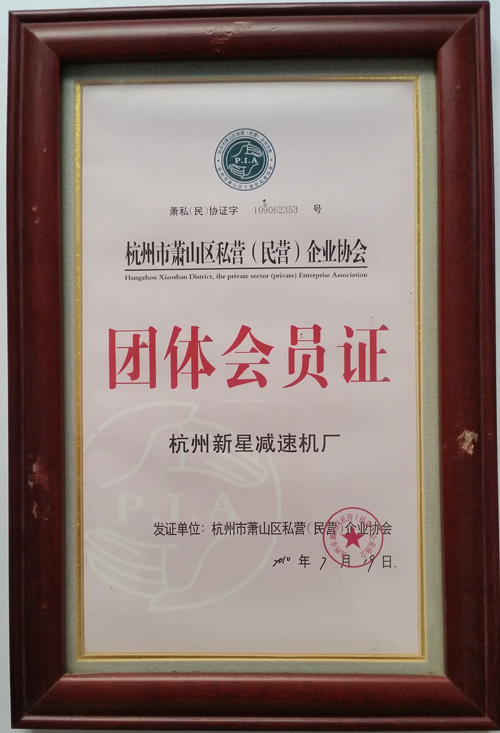 P.I.A
萧私(民)协证字 109062353 号
杭州市萧山区私营(民营)企业协会
Hangzhou Xiaoshan District, the private sector (private) Enterprise Association
团体会员证
杭州新星减速机厂
P.I.A
发证单位: 杭州市萧山区私营(民营)企业协会
2010 年 7 月 19 日.